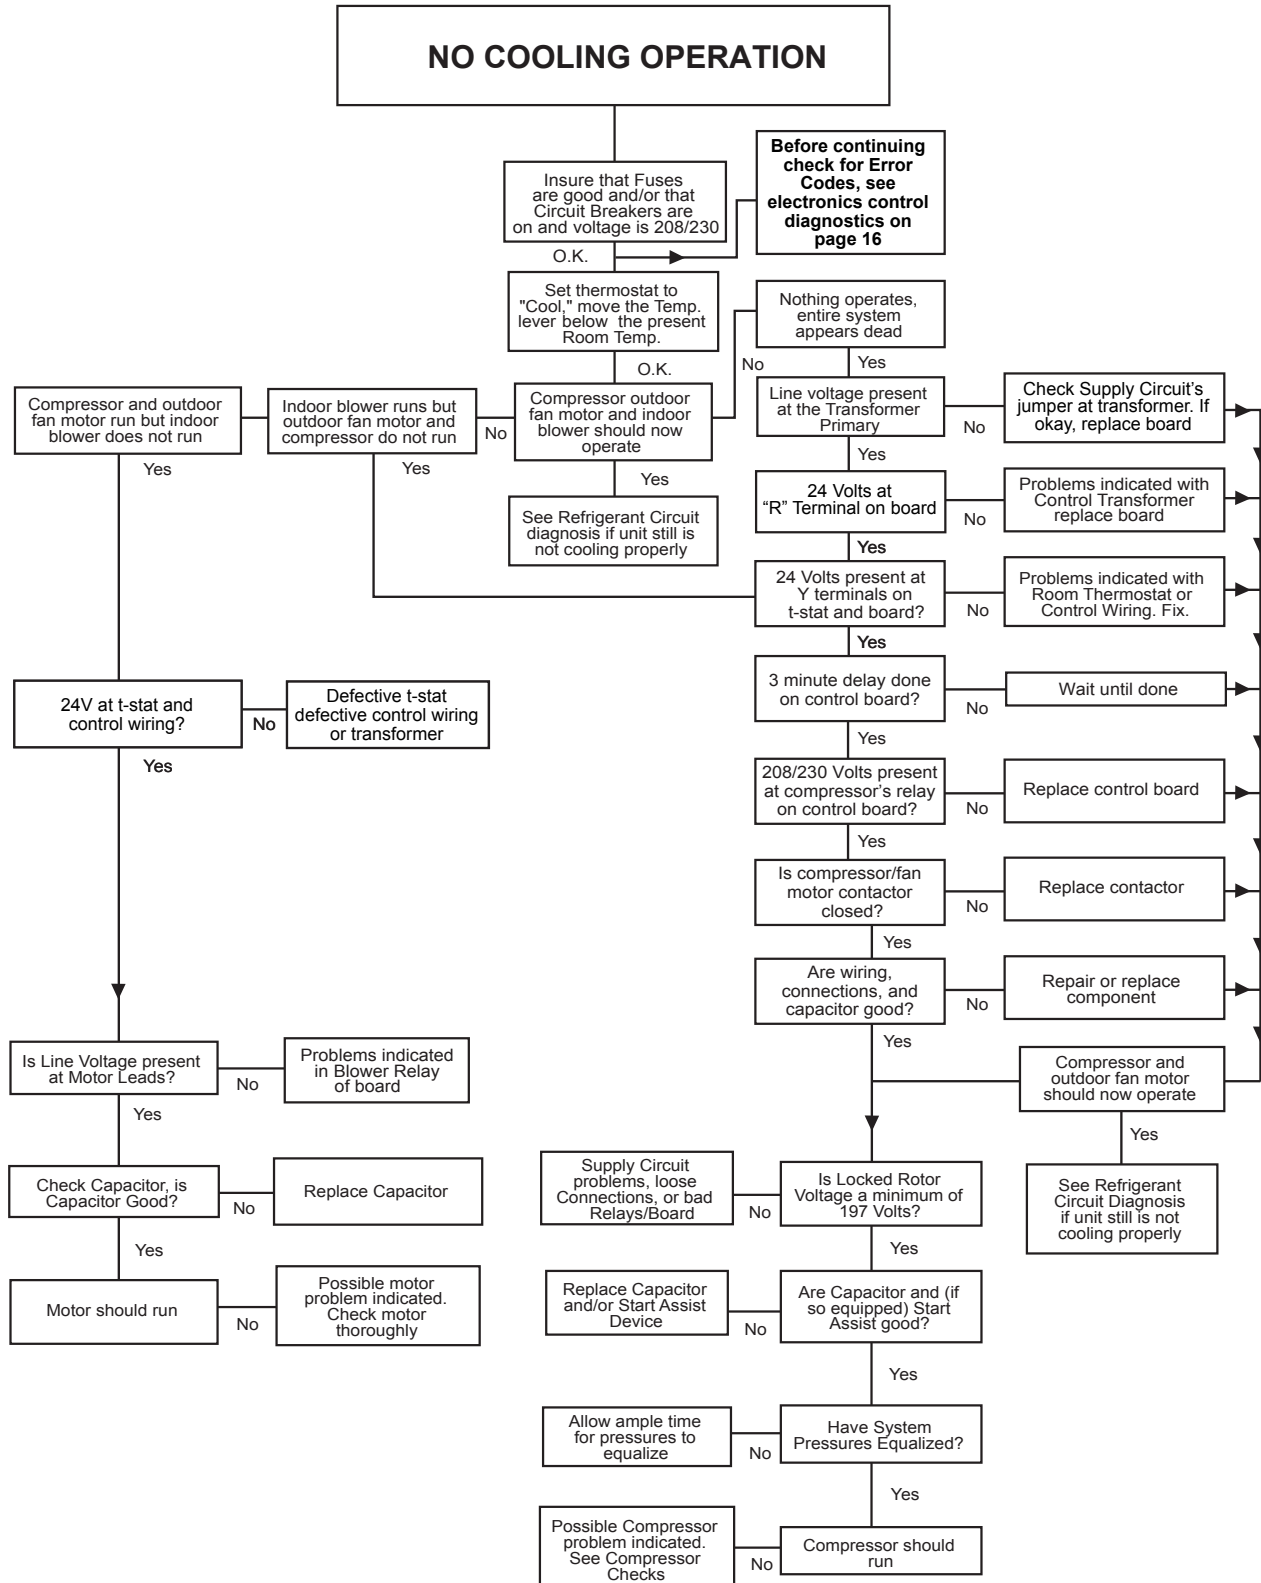 NO COOLING OPERATION
Insure that Fuses
are good and/or that
Circuit Breakers are
on and voltage is 208/230
Before continuing
check for Error
Codes, see
electronics control
diagnostics on
page 16
O.K.
Set thermostat to
"Cool," move the Temp.
lever below the present
Room Temp.
Nothing operates,
entire system
appears dead
O.K.
No
Yes
Compressor and outdoor
fan motor run but indoor
blower does not run
Indoor blower runs but
outdoor fan motor and
compressor do not run
No
Compressor outdoor
fan motor and indoor
blower should now
operate
Line voltage present
at the Transformer
Primary
No
Check Supply Circuit's
jumper at transformer. If
okay, replace board
Yes
Yes
Yes
Yes
See Refrigerant Circuit
diagnosis if unit still is
not cooling properly
24 Volts at
“R” Terminal on board
No
Problems indicated with
Control Transformer
replace board
Yes
24 Volts present at
Y terminals on
t-stat and board?
No
Problems indicated with
Room Thermostat or
Control Wiring. Fix.
Yes
24V at t-stat and
control wiring?
No
Defective t-stat
defective control wiring
or transformer
3 minute delay done
on control board?
No
Wait until done
Yes
Yes
208/230 Volts present
at compressor's relay
on control board?
No
Replace control board
Yes
Is compressor/fan
motor contactor
closed?
No
Replace contactor
Yes
Are wiring,
connections, and
capacitor good?
No
Repair or replace
component
Yes
Is Line Voltage present
at Motor Leads?
No
Problems indicated
in Blower Relay
of board
Compressor and
outdoor fan motor
should now operate
Yes
Yes
Check Capacitor, is
Capacitor Good?
No
Replace Capacitor
Supply Circuit
problems, loose
Connections, or bad
Relays/Board
No
Is Locked Rotor
Voltage a minimum of
197 Volts?
See Refrigerant
Circuit Diagnosis
if unit still is not
cooling properly
Yes
Yes
Motor should run
No
Possible motor
problem indicated.
Check motor
thoroughly
Replace Capacitor
and/or Start Assist
Device
No
Are Capacitor and (if
so equipped) Start
Assist good?
Yes
Allow ample time
for pressures to
equalize
No
Have System
Pressures Equalized?
Yes
Possible Compressor
problem indicated.
See Compressor
Checks
No
Compressor should
run